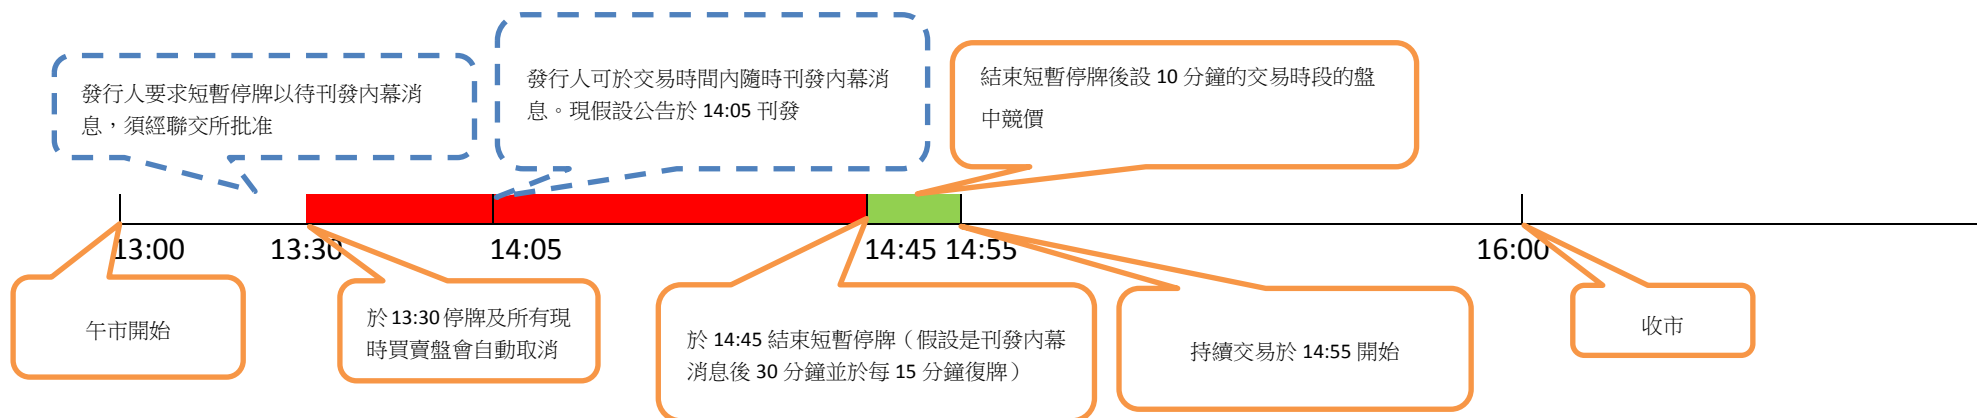 發行人要求短暫停牌以待刊發內幕消
息，須經聯交所批准
發行人可於交易時間內隨時刊發內幕消
息。現假設公告於 14:05 刊發
結束短暫停牌後設 10 分鐘的交易時段的盤
中競價
13:00
13:30
14:05
14:45
14:55
16:00
午市開始
於 13:30 停牌及所有現
時買賣盤會自動取消
於 14:45 結束短暫停牌（假設是刊發內幕
消息後 30 分鐘並於每 15 分鐘復牌）
持續交易於 14:55 開始
收市